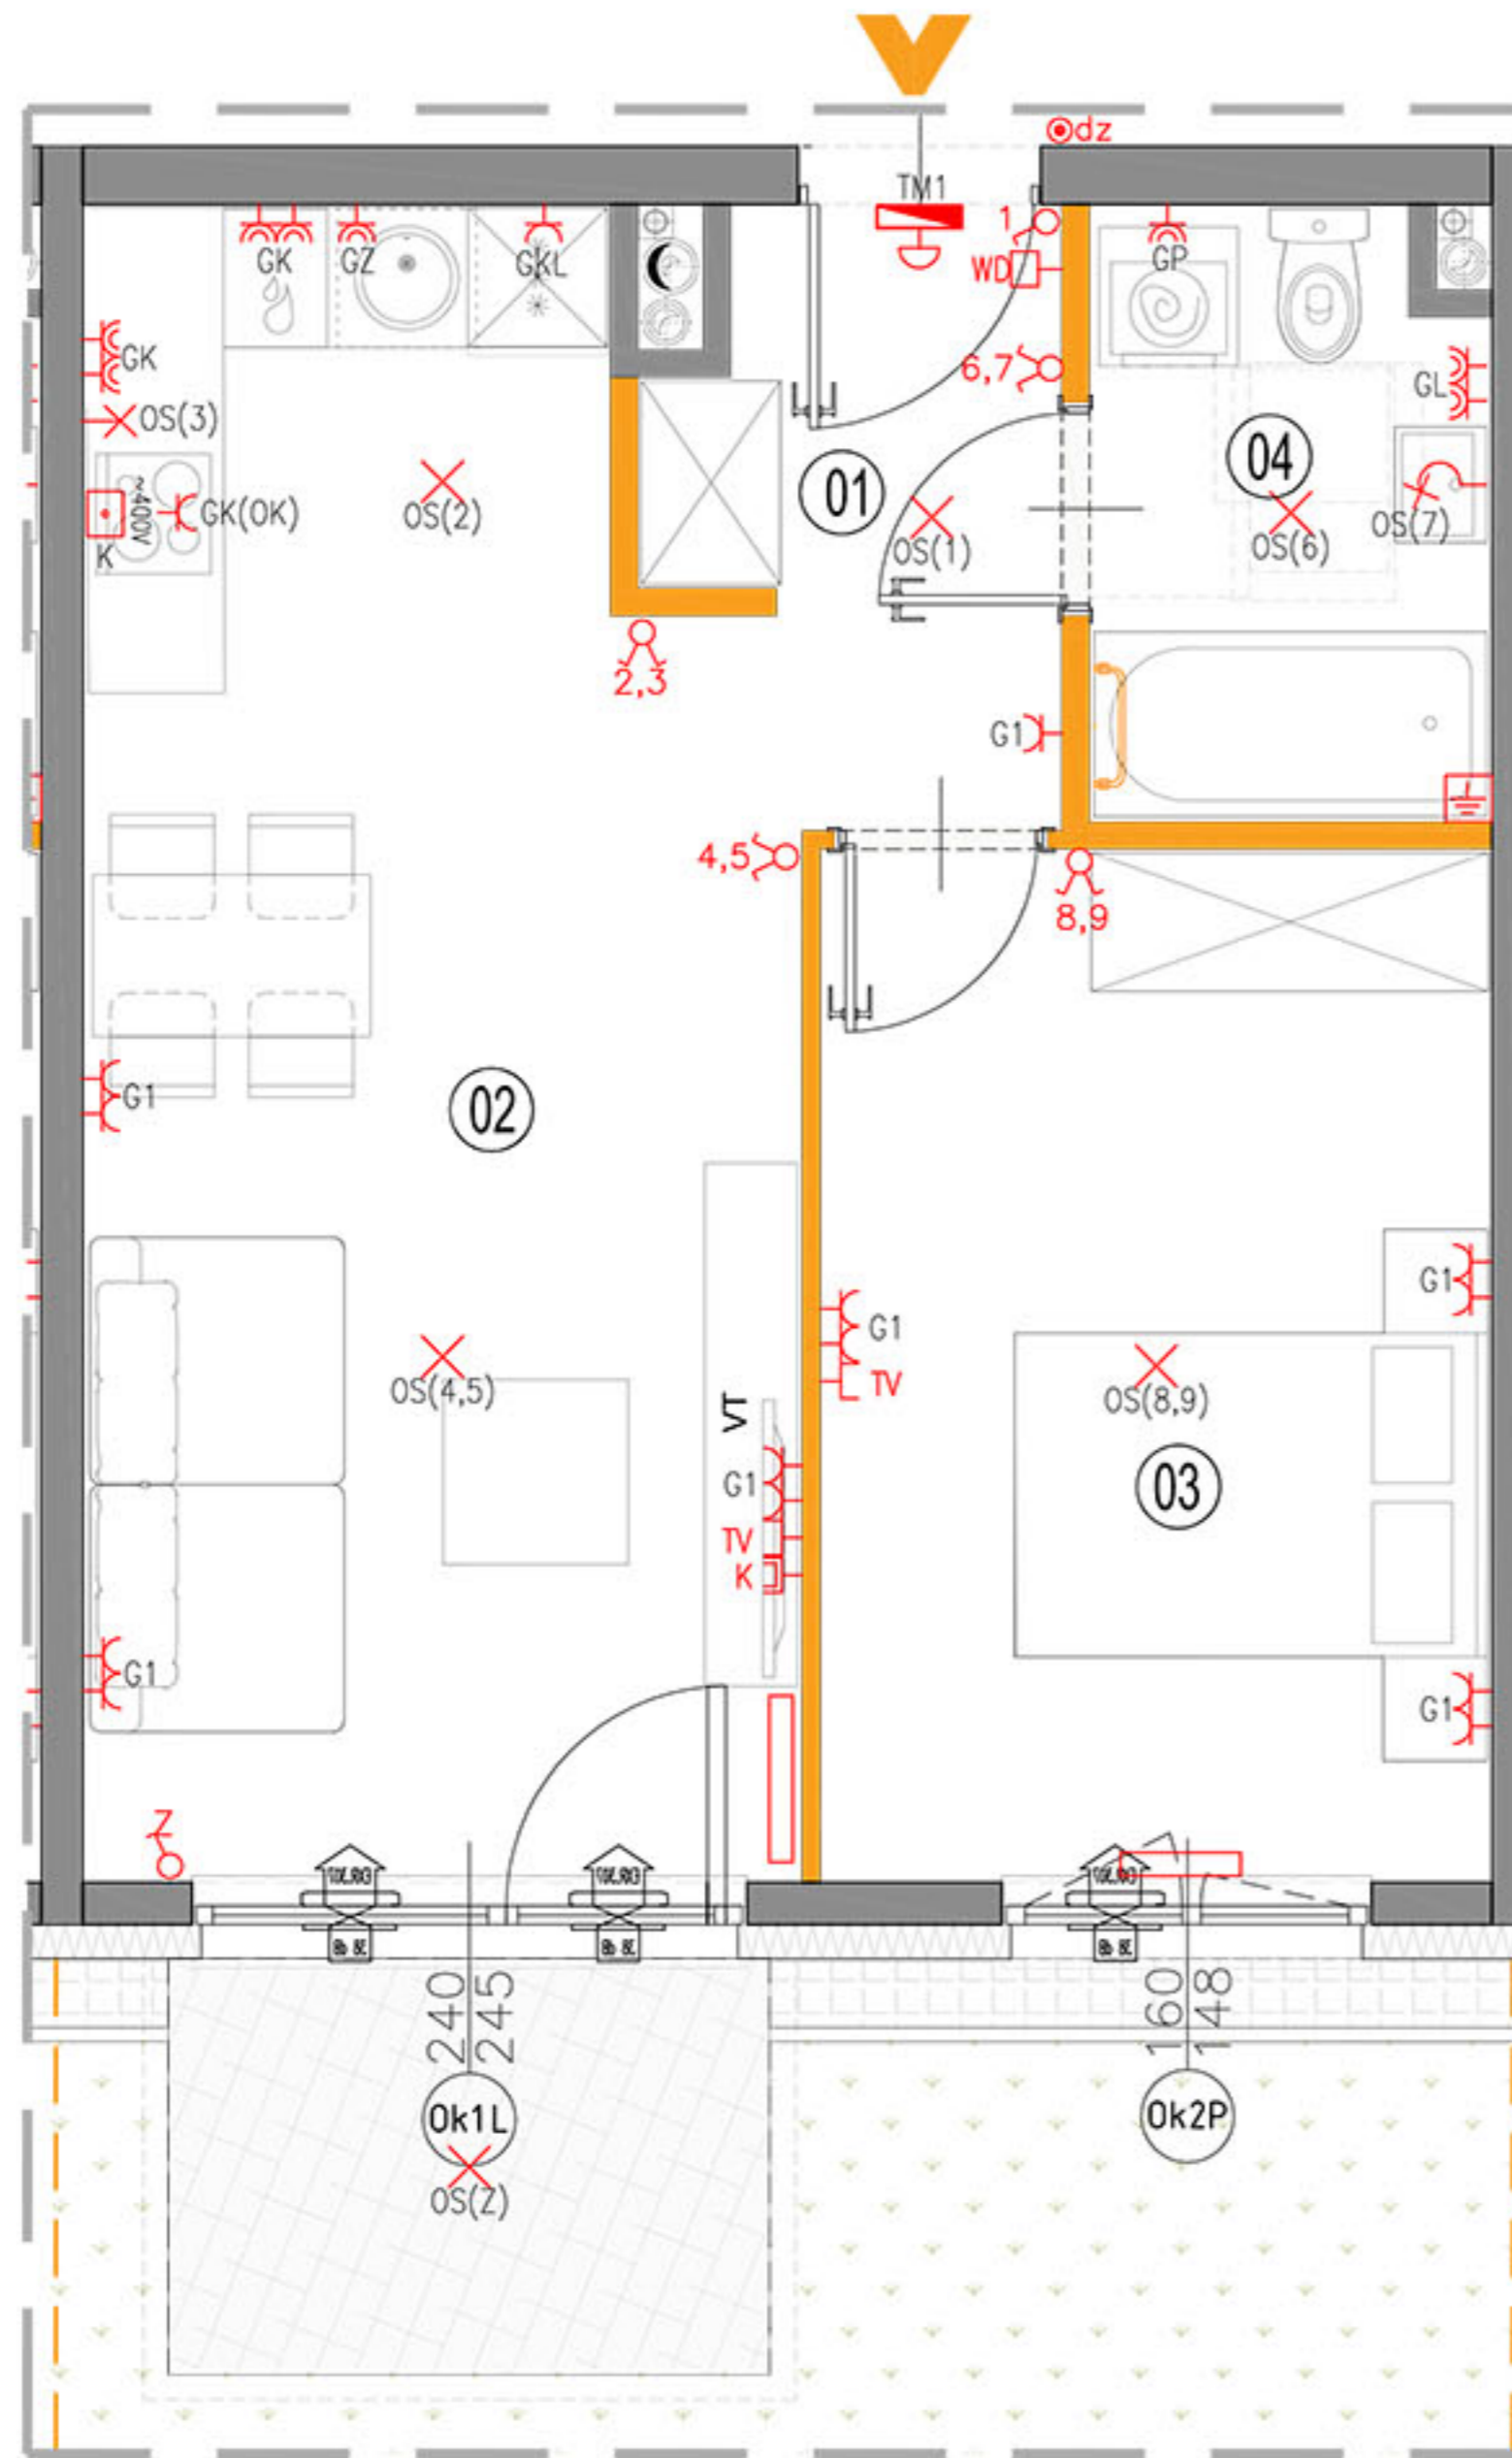 dz
TM1
1
GK
GZ
GKL
WD
GP
GK
6,7
GL
OS(3)
01
04
~400V
GK(OK)
OS(2)
K
OS(1)
OS(6)
OS(7)
2,3
G1
4,5
8,9
G1
02
G1
G1
TV
OS(4,5)
OS(8,9)
VT
G1
03
TV
K
G1
G1
Z
240
245
160
148
Ok1L
Ok2P
OS(Z)